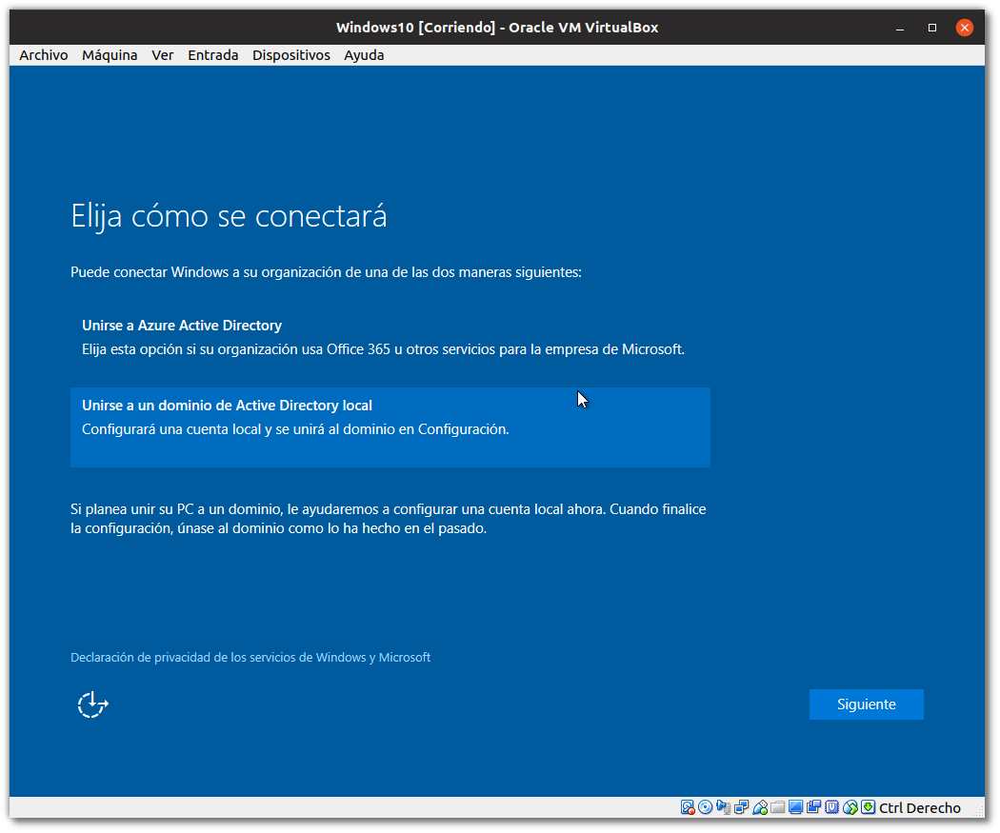 Windows10 [Corriendo] - Oracle VM VirtualBox
Archivo Máquina Ver Entrada Dispositivos Ayuda
Elija cómo se conectará
Puede conectar Windows a su organización de una de las dos maneras siguientes:
Unirse a Azure Active Directory
Elija esta opción si su organización usa Office 365 u otros servicios para la empresa de Microsoft.
Unirse a un dominio de Active Directory local
Configurará una cuenta local y se unirá al dominio en Configuración.
Si planea unir su PC a un dominio, le ayudaremos a configurar una cuenta local ahora. Cuando finalice
la configuración, únase al dominio como lo ha hecho en el pasado.
Declaración de privacidad de los servicios de Windows y Microsoft
Siguiente
Ctrl Derecho